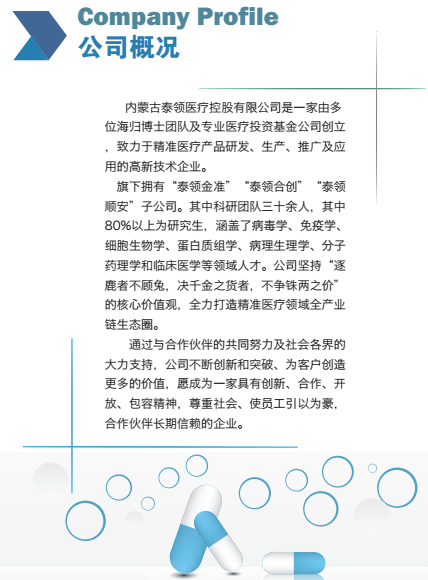 Company Profile
公司概况
内蒙古泰领医疗控股有限公司是一家由多
位海归博士团队及专业医疗投资基金公司创立
，致力于精准医疗产品研发、生产、推广及应
用的高新技术企业。
旗下拥有“泰领金准”“泰领合创”“泰领
顺安”子公司。其中科研团队三十余人，其中
80%以上为研究生，涵盖了病毒学、免疫学、
细胞生物学、蛋白质组学、病理生理学、分子
药理学和临床医学等领域人才。公司坚持“逐
鹿者不顾兔，决千金之货者，不争铢两之价”
的核心价值观，全力打造精准医疗领域全产业
链生态圈。
通过与合作伙伴的共同努力及社会各界的
大力支持，公司不断创新和突破、为客户创造
更多的价值，愿成为一家具有创新、合作、开
放、包容精神，尊重社会、使员工引以为豪，
合作伙伴长期信赖的企业。